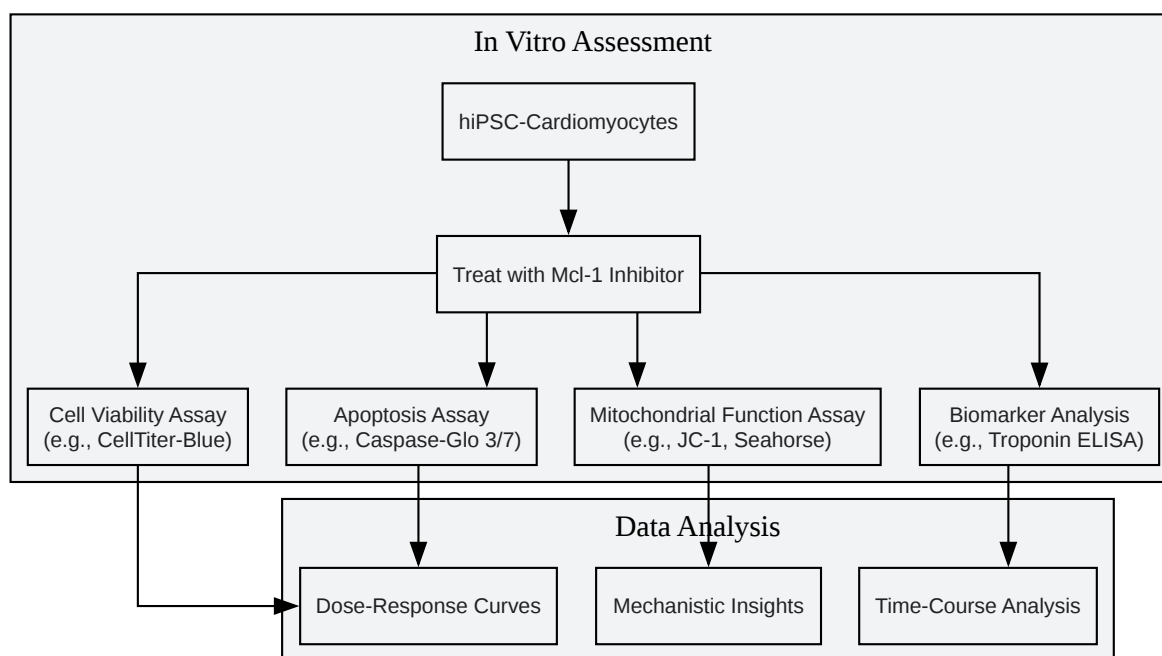 In Vitro Assessment
hiPSC-Cardiomyocytes
Treat with Mcl-1 Inhibitor
Cell Viability Assay
(e.g., CellTiter-Blue)
Apoptosis Assay
(e.g., Caspase-Glo 3/7)
Mitochondrial Function Assay
(e.g., JC-1, Seahorse)
Biomarker Analysis
(e.g., Troponin ELISA)
Data Analysis
Dose-Response Curves
Mechanistic Insights
Time-Course Analysis